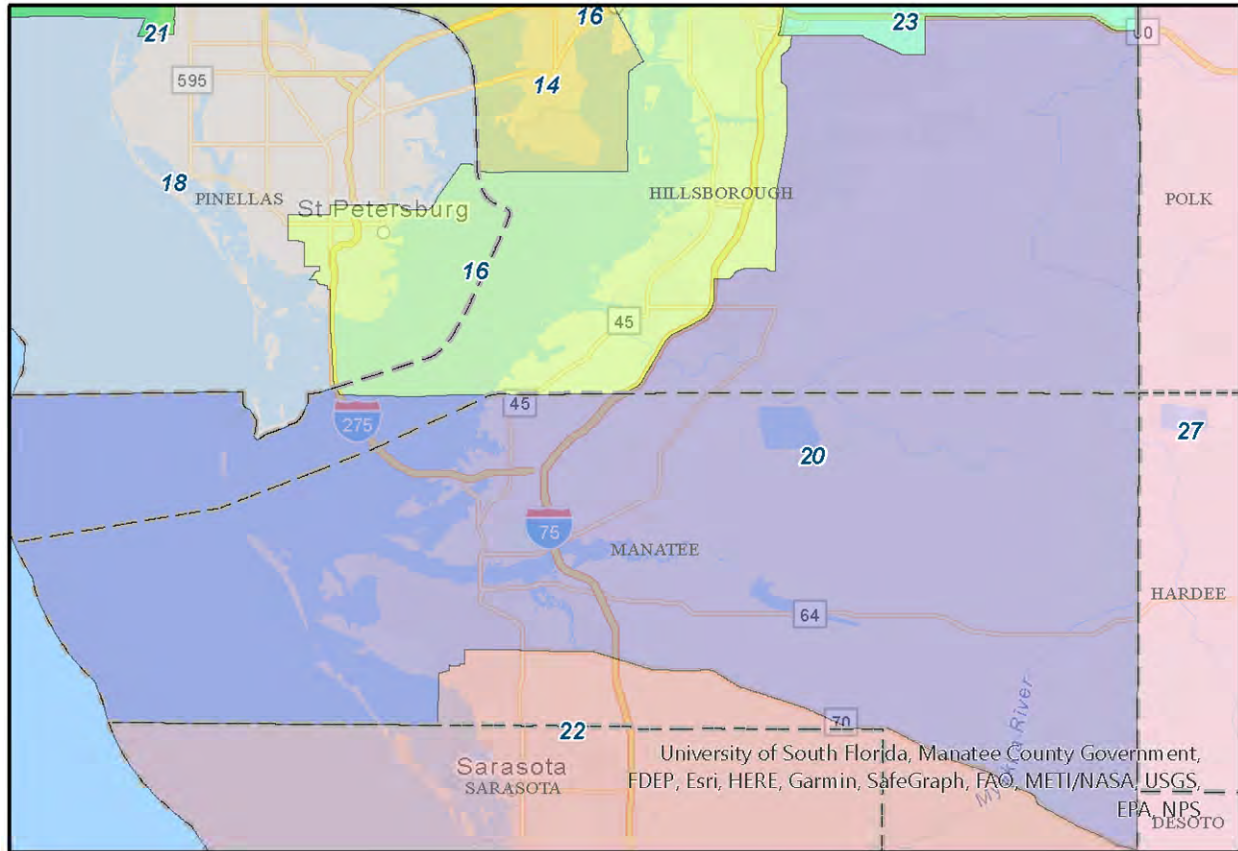 21
16
23
60
595
14
18
PINELLAS
HILLSBOROUGH
POLK
St Petersburg
16
45
45
275
27
20
75
MANATEE
HARDEE
64
70
22
University of South Florida, Manatee County Government,
FDEP, Esri, HERE, Garmin, SafeGraph, FAO, METI/NASA, USGS,
EPA, NPS
Sarasota
SARASOTA
River
DESOTO